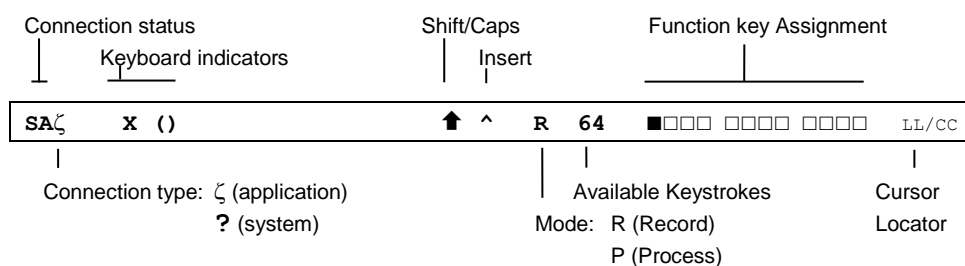 Connection status Shift/Caps Function key Assignment
Keyboard indicators Insert
SAζ X () ⬆ ^ R 64 ■□□□ □□□□ □□□□ LL/CC
Connection type: ζ (application) Available Keystrokes Cursor
? (system) Mode: R (Record) Locator
P (Process)